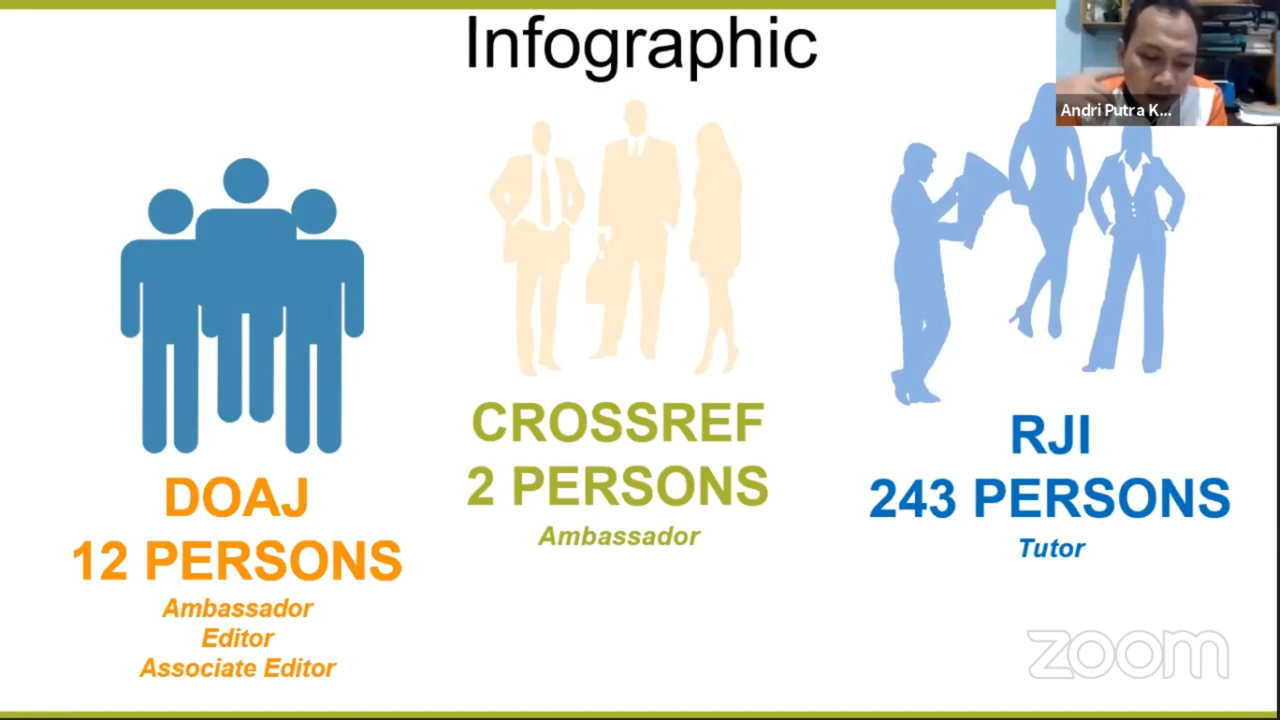 Infographic
Andri Putra K...
DOAJ
12 PERSONS
Ambassador
Editor
Associate Editor
CROSSREF
2 PERSONS
Ambassador
RJI
243 PERSONS
Tutor
zoom